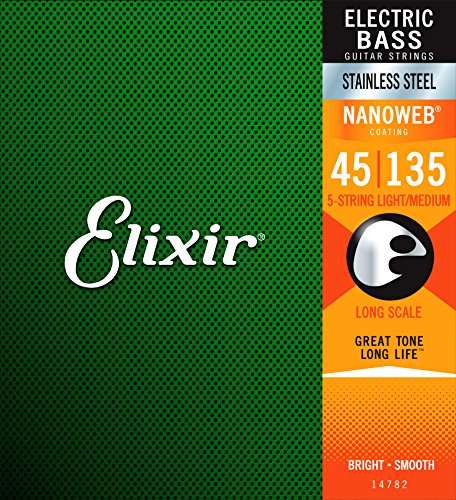 Elixir®
ELECTRIC
BASS
GUITAR STRINGS
STAINLESS STEEL
NANOWEB®
COATING
45|135
5-STRING LIGHT/MEDIUM
LONG SCALE
GREAT TONE
LONG LIFE™
BRIGHT • SMOOTH
14782